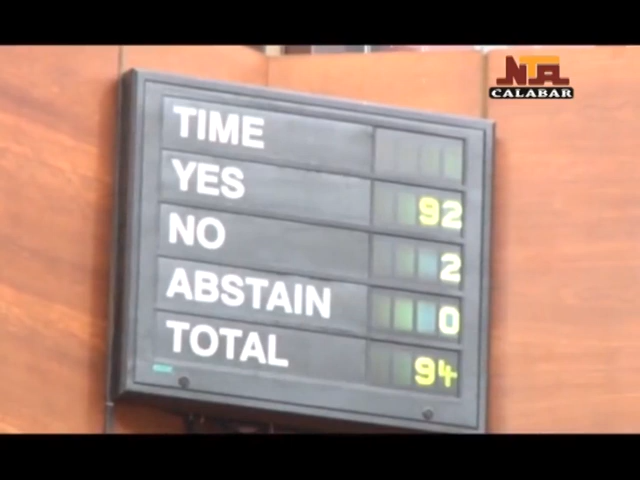 NTA
CALABAR
TIME
YES 92
NO 2
ABSTAIN 0
TOTAL 94